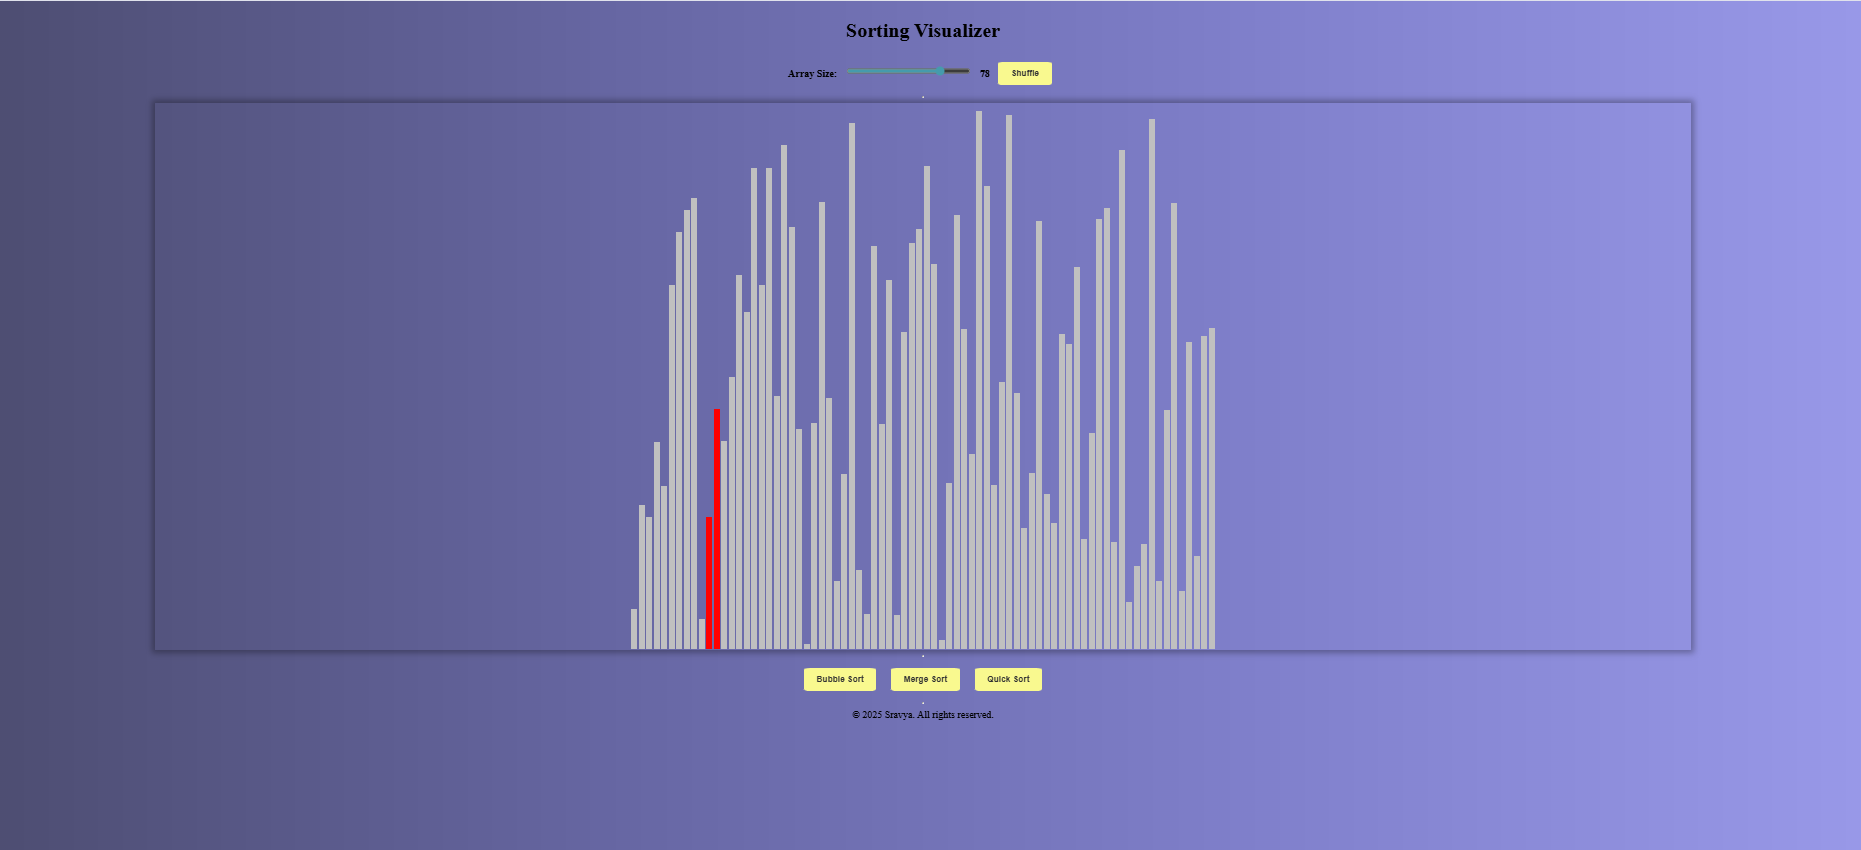 Sorting Visualizer
Array Size: 78 Shuffle
Bubble Sort Merge Sort Quick Sort
© 2025 Sravya. All rights reserved.